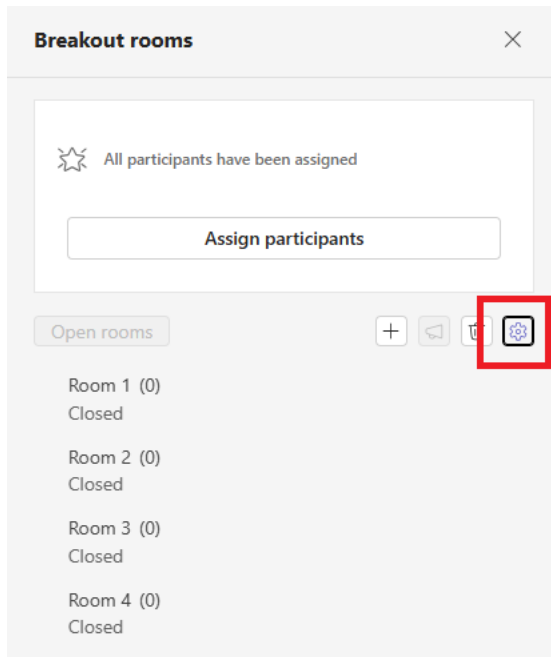 Breakout rooms
All participants have been assigned
Assign participants
Open rooms
Room 1 (0)
Closed
Room 2 (0)
Closed
Room 3 (0)
Closed
Room 4 (0)
Closed